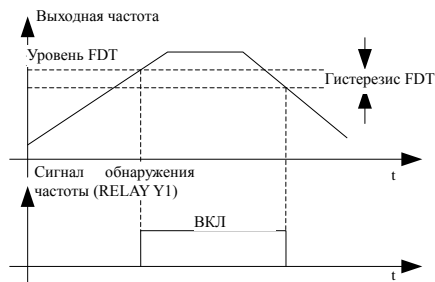 Выходная частота
Уровень FDT
Гистерезис FDT
t
Сигнал обнаружения
частоты (RELAY Y1)
ВКЛ
t